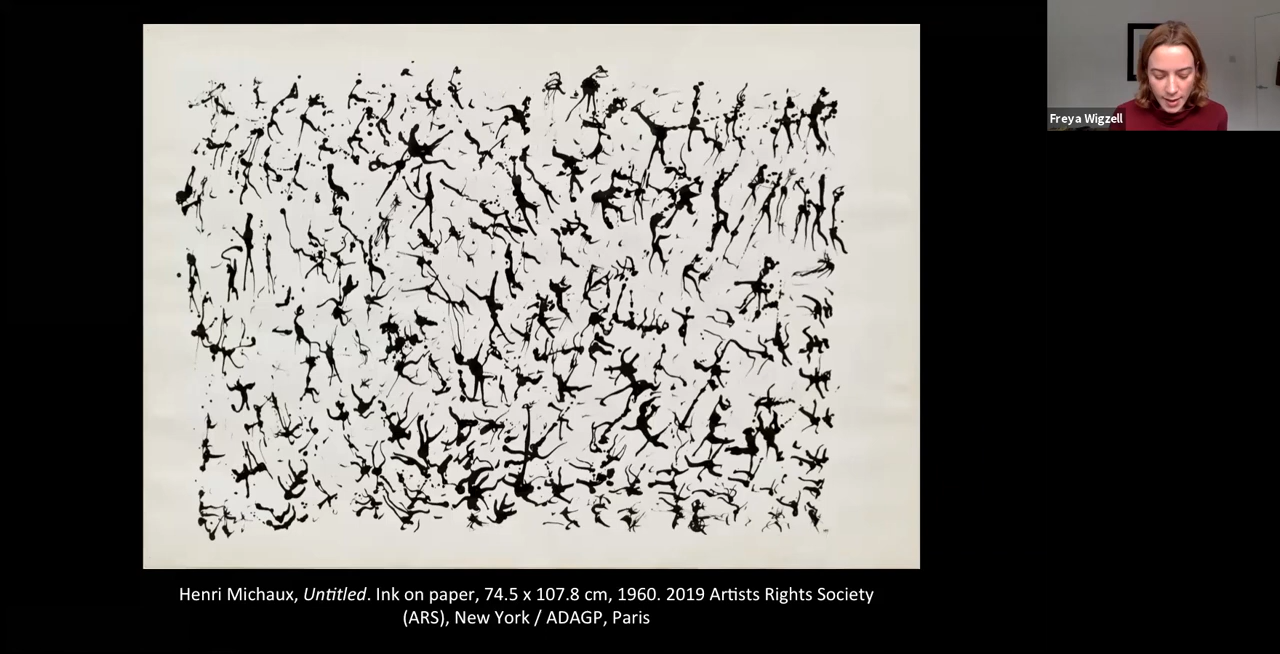 Freya Wigzell
Henri Michaux, Untitled. Ink on paper, 74.5 x 107.8 cm, 1960. 2019 Artists Rights Society
(ARS), New York / ADAGP, Paris